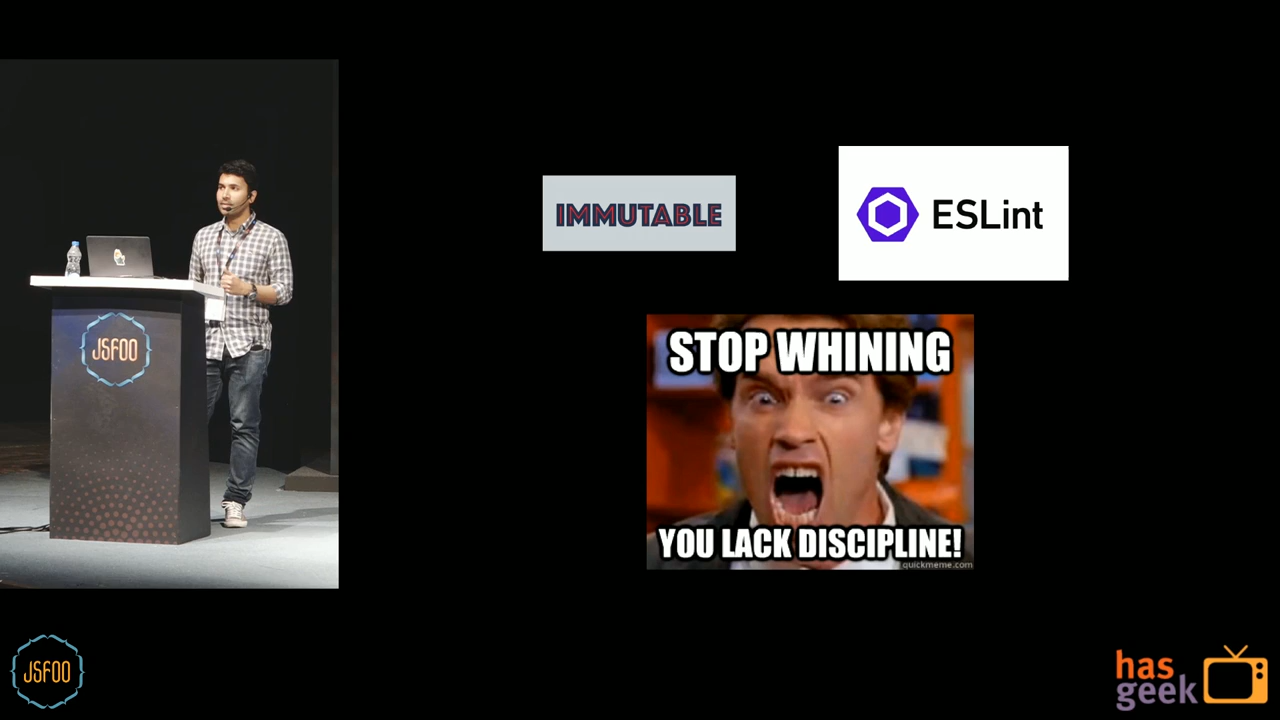 IMMUTABLE
ESLint
STOP WHINING
YOU LACK DISCIPLINE!
quickmeme.com
JSFOO
JSFOO
has
geek